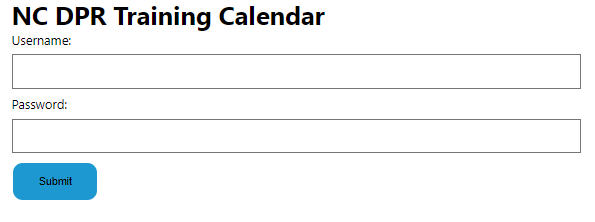 NC DPR Training Calendar
Username:
Password:
Submit